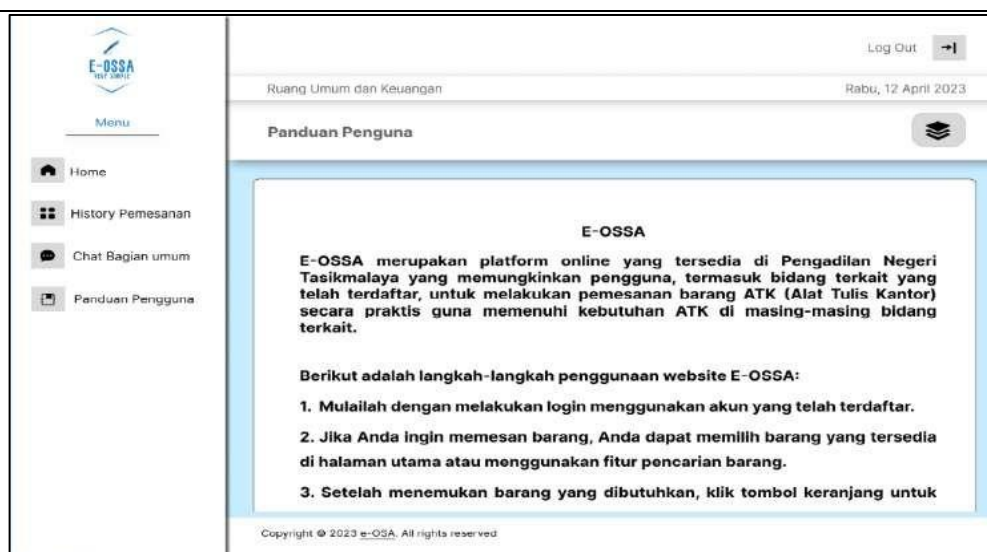 E-OSSA
VERY SIMPLE
Menu
Home
History Pemesanan
Chat Bagian umum
Panduan Pengguna
Log Out
Ruang Umum dan Keuangan
Rabu, 12 April 2023
Panduan Penguna
E-OSSA
E-OSSA merupakan platform online yang tersedia di Pengadilan Negeri
Tasikmalaya yang memungkinkan pengguna, termasuk bidang terkait yang
telah terdaftar, untuk melakukan pemesanan barang ATK (Alat Tulis Kantor)
secara praktis guna memenuhi kebutuhan ATK di masing-masing bidang
terkait.
Berikut adalah langkah-langkah penggunaan website E-OSSA:
1. Mulailah dengan melakukan login menggunakan akun yang telah terdaftar.
2. Jika Anda ingin memesan barang, Anda dapat memilih barang yang tersedia
di halaman utama atau menggunakan fitur pencarian barang.
3. Setelah menemukan barang yang dibutuhkan, klik tombol keranjang untuk
Copyright © 2023 e-OSA. All rights reserved